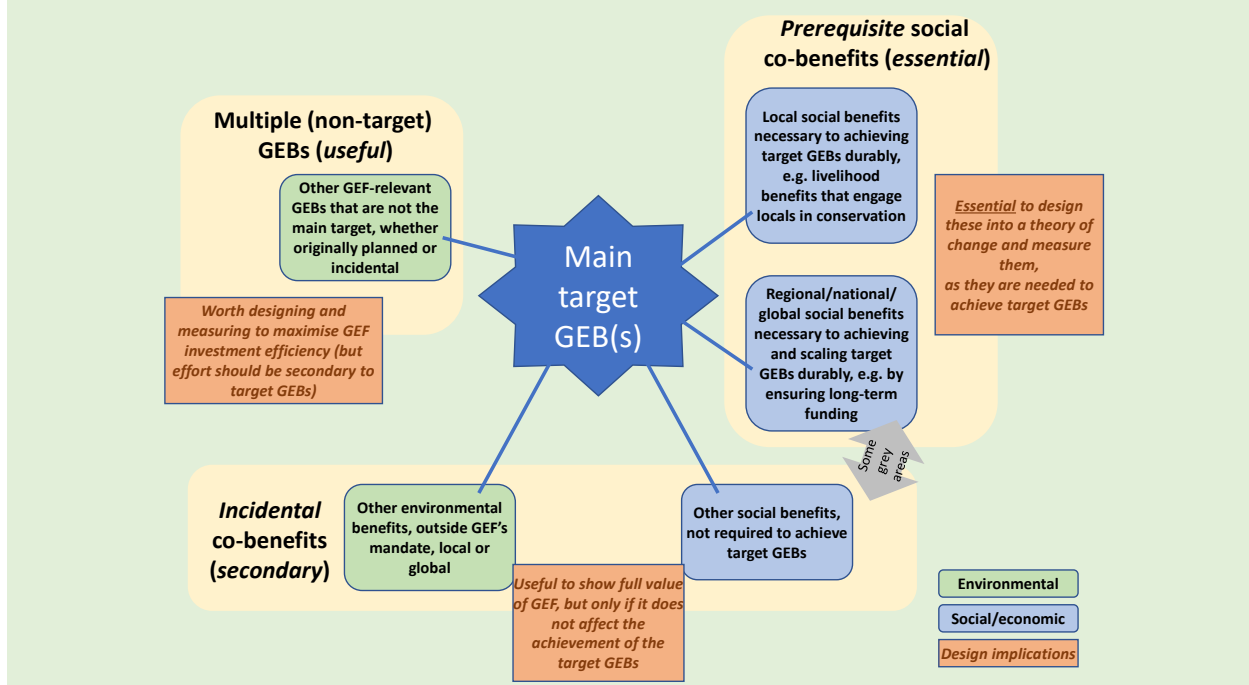 Prerequisite social
co-benefits (essential)
Multiple (non-target)
GEBs (useful)
Other GEF-relevant
GEBs that are not the
main target, whether
originally planned or
incidental
Worth designing and
measuring to maximise GEF
investment efficiency (but
effort should be secondary to
target GEBs)
Main
target
GEB(s)
Local social benefits
necessary to achieving
target GEBs durably,
e.g. livelihood
benefits that engage
locals in conservation
Regional/national/
global social benefits
necessary to achieving
and scaling target
GEBs durably, e.g. by
ensuring long-term
funding
Essential to design
these into a theory of
change and measure
them,
as they are needed to
achieve target GEBs
Some
grey
areas
Incidental
co-benefits
(secondary)
Other environmental
benefits, outside GEF's
mandate, local or
global
Other social benefits,
not required to achieve
target GEBs
Useful to show full value
of GEF, but only if it does
not affect the
achievement of the
target GEBs
Environmental
Social/economic
Design implications